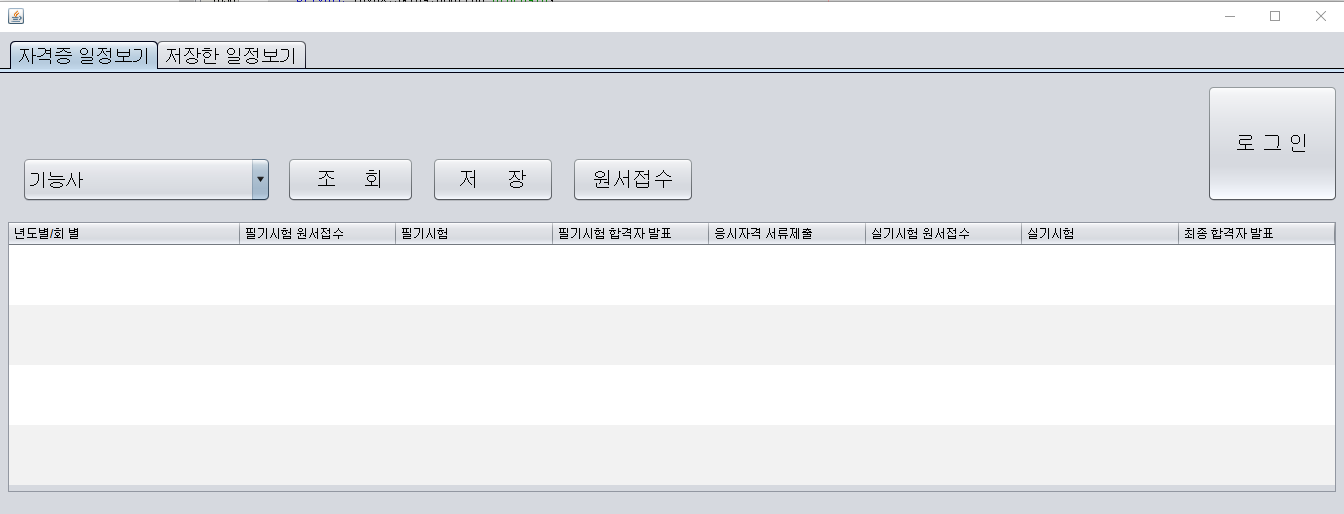 자격증 일정보기 저장한 일정보기
로 그 인
기능사 조 회 저 장 원서접수
년도별/회 별 필기시험 원서접수 필기시험 필기시험 합격자 발표 응시자격 서류제출 실기시험 원서접수 실기시험 최종 합격자 발표